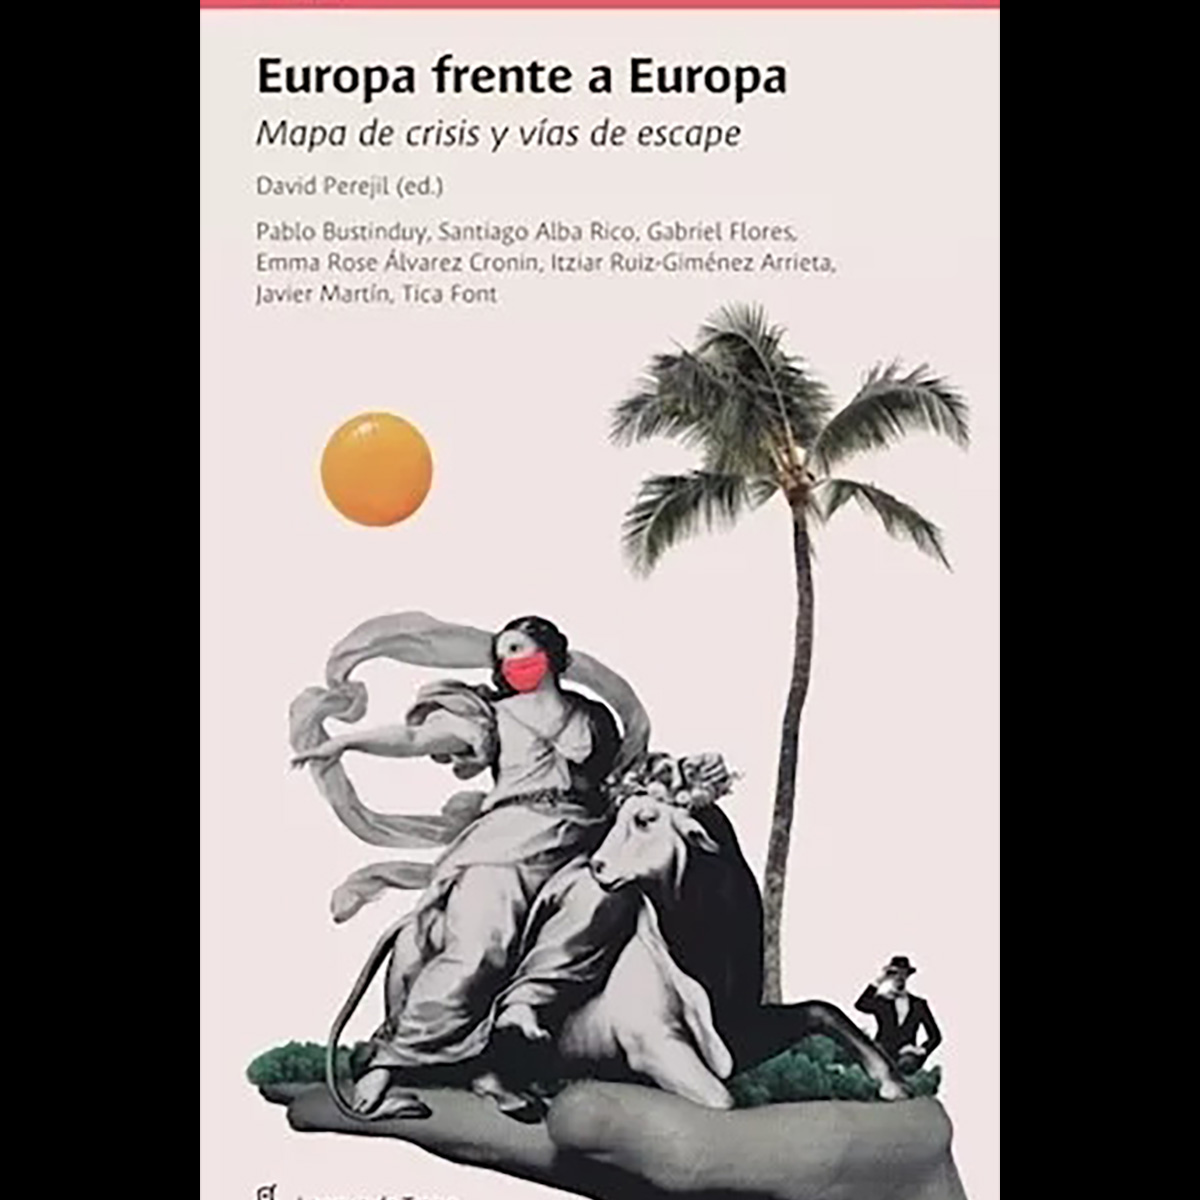 Europa frente a Europa
Mapa de crisis y vías de escape
David Perejil (ed.)
Pablo Bustinduy, Santiago Alba Rico, Gabriel Flores,
Emma Rose Álvarez Cronin, Itziar Ruiz-Giménez Arrieta,
Javier Martín, Tica Font